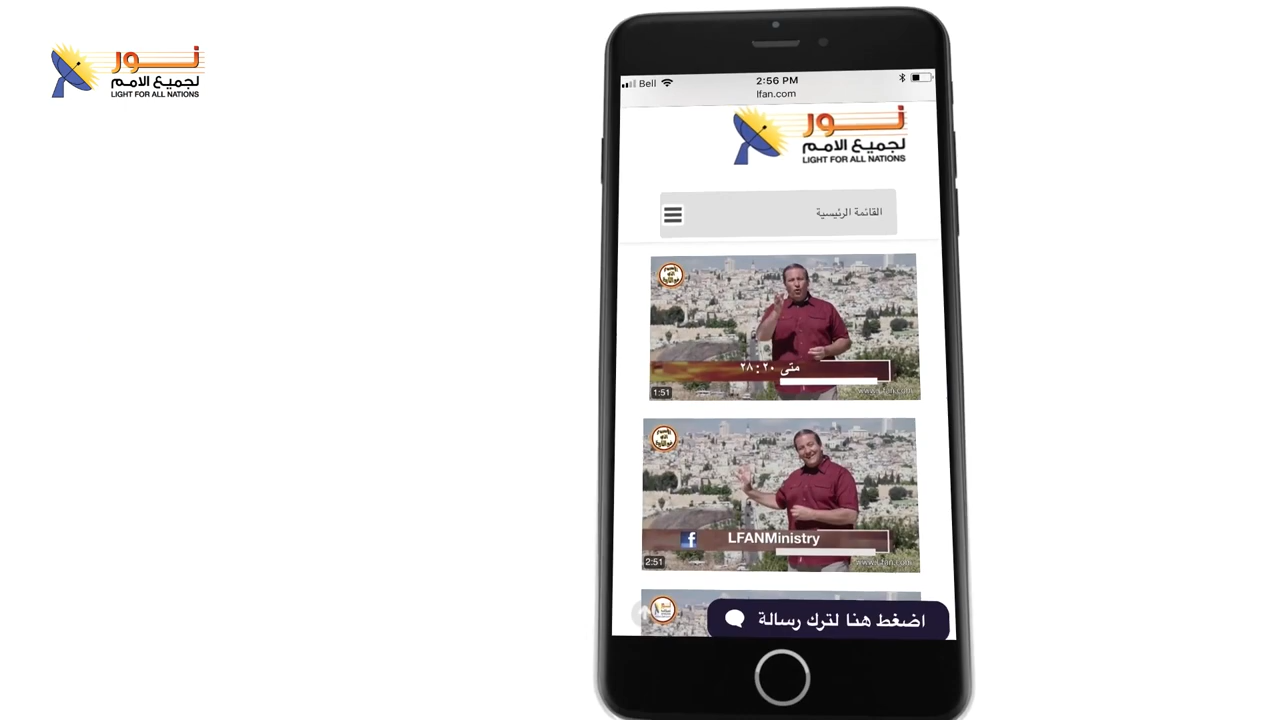 نور
لجميع الامم
LIGHT FOR ALL NATIONS
Bell
2:56 PM
lfan.com
نور
لجميع الامم
LIGHT FOR ALL NATIONS
القائمة الرئيسية
متى ٢٨:٢٠
1:51
www.Lfan.com
LFANMinistry
2:51
www.Lfan.com
اضغط هنا لترك رسالة